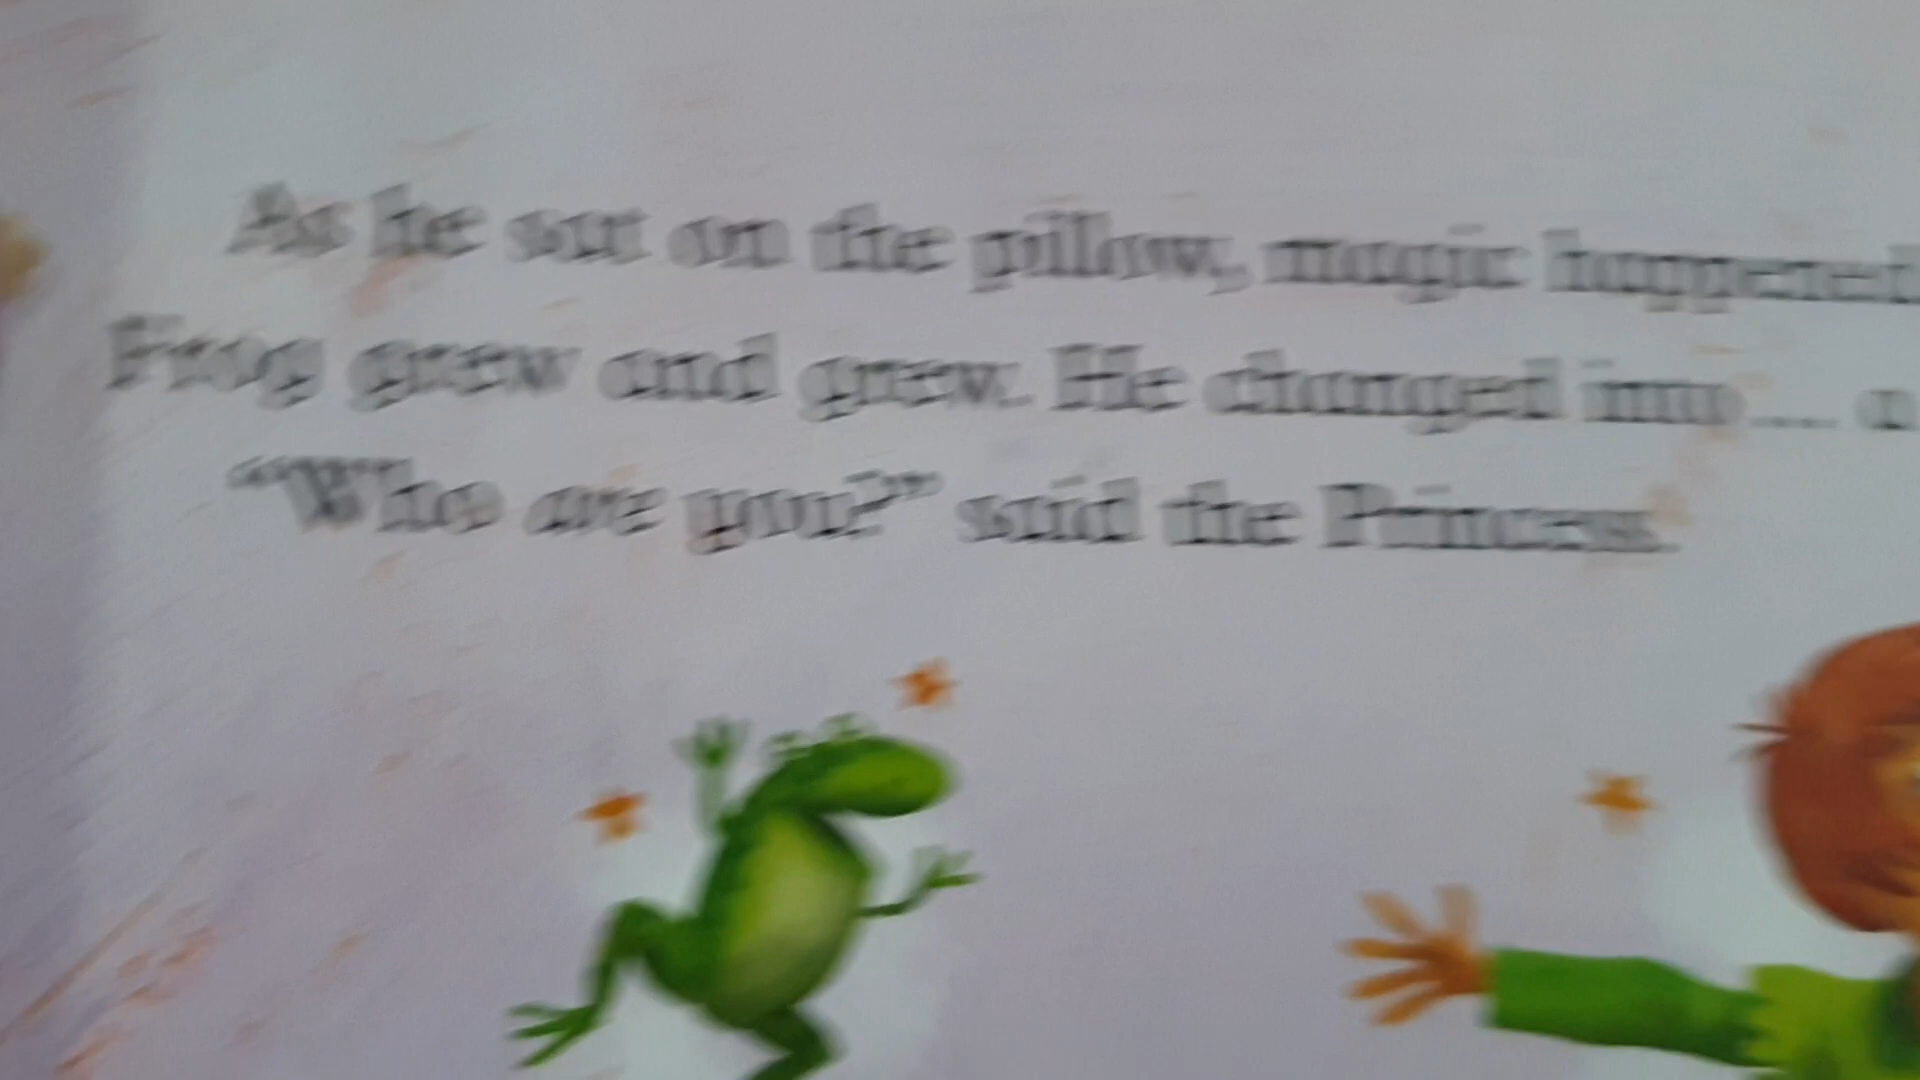 As he sat on the pillow, magic happened
Frog grew and grew. He changed into .... a
“Who are you?” said the Princess.